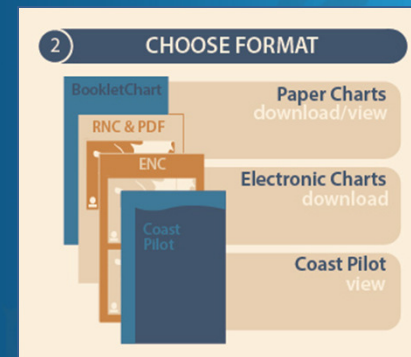 2 CHOOSE FORMAT
BookletChart
RNC & PDF
ENC
Coast
Pilot
Paper Charts
download/view
Electronic Charts
download
Coast Pilot
view